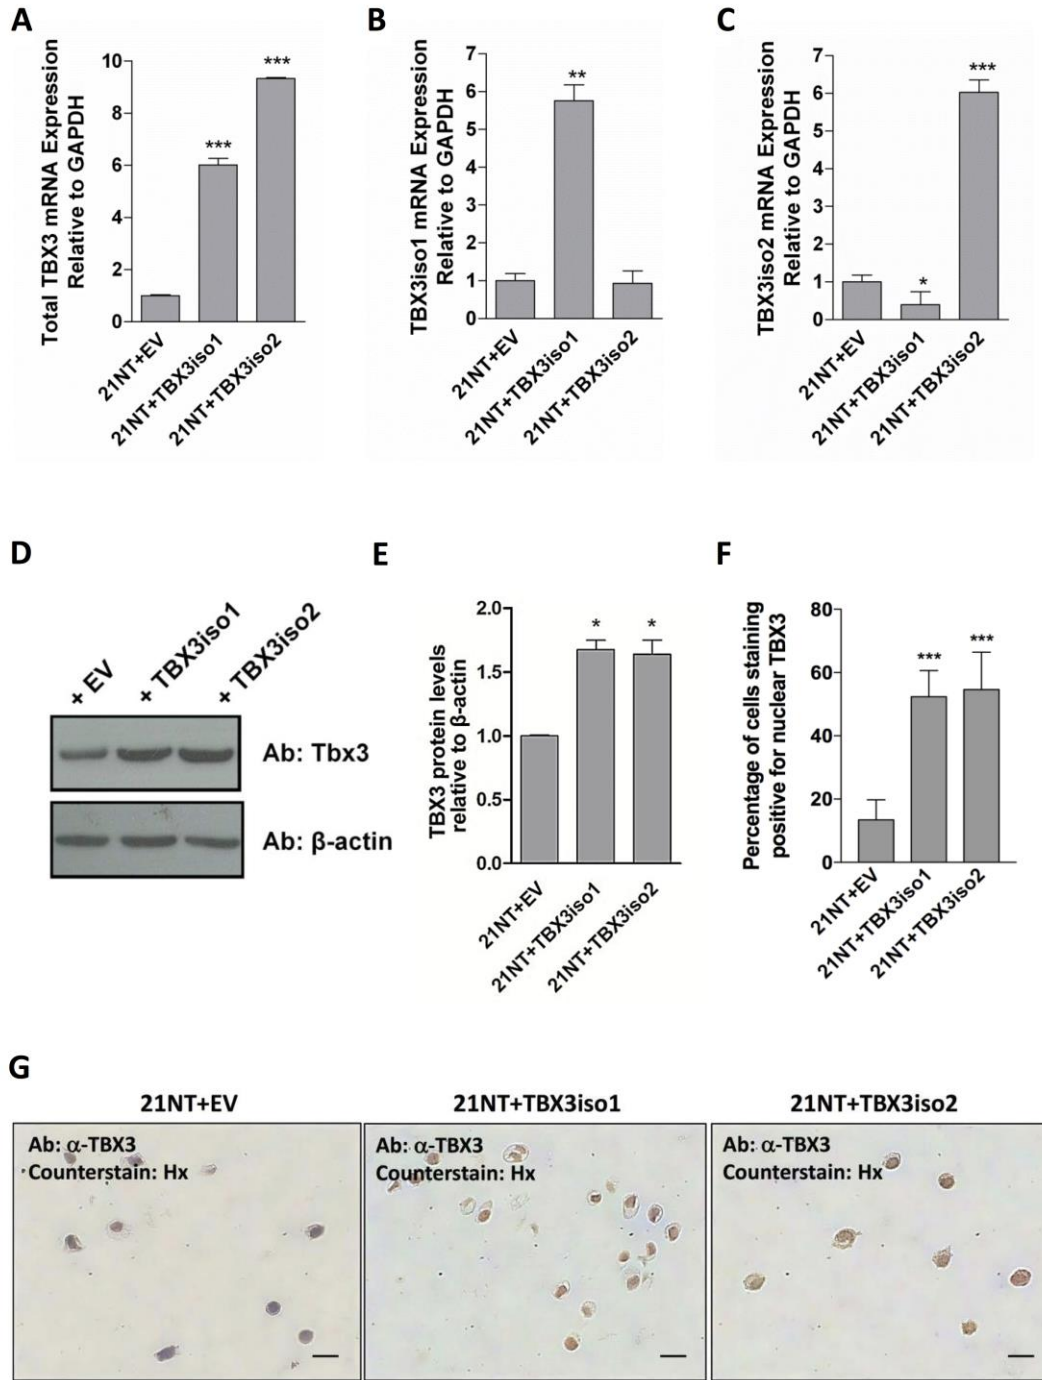 A
Total TBX3 mRNA Expression
Relative to GAPDH
10
8
6
4
2
0
***
***
21NT+EV
21NT+TBX3iso1
21NT+TBX3iso2
B
TBX3iso1 mRNA Expression
Relative to GAPDH
7
6
5
4
3
2
1
0
**
21NT+EV
21NT+TBX3iso1
21NT+TBX3iso2
C
TBX3iso2 mRNA Expression
Relative to GAPDH
7
6
5
4
3
2
1
0
*
***
21NT+EV
21NT+TBX3iso1
21NT+TBX3iso2
D
+ EV
+ TBX3iso1
+ TBX3iso2
Ab: Tbx3
Ab: β-actin
E
TBX3 protein levels
relative to β-actin
2.0
1.5
1.0
0.5
0.0
*
*
21NT+EV
21NT+TBX3iso1
21NT+TBX3iso2
F
Percentage of cells staining
positive for nuclear TBX3
80
60
40
20
0
***
***
21NT+EV
21NT+TBX3iso1
21NT+TBX3iso2
G
21NT+EV
Ab: α-TBX3
Counterstain: Hx
21NT+TBX3iso1
Ab: α-TBX3
Counterstain: Hx
21NT+TBX3iso2
Ab: α-TBX3
Counterstain: Hx